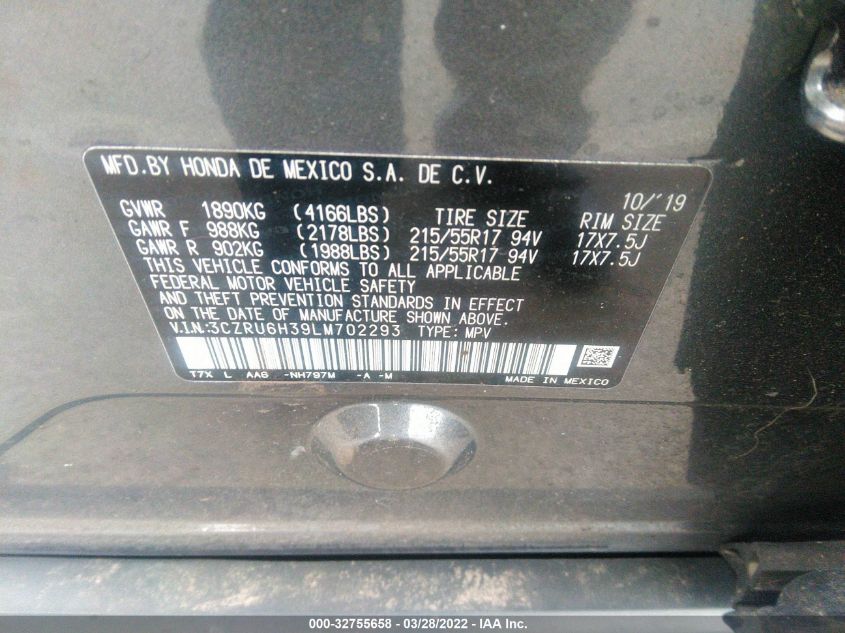 MFD.BY HONDA DE MEXICO S.A. DE C.V.
10/'19
GVWR 1890KG (4166LBS) TIRE SIZE RIM SIZE
GAWR F 988KG (2178LBS) 215/55R17 94V 17X7.5J
GAWR R 902KG (1988LBS) 215/55R17 94V 17X7.5J
THIS VEHICLE CONFORMS TO ALL APPLICABLE
FEDERAL MOTOR VEHICLE SAFETY
AND THEFT PREVENTION STANDARDS IN EFFECT
ON THE DATE OF MANUFACTURE SHOWN ABOVE.
V.I.N:3CZRU6H39LM702293 TYPE: MPV
T7X L AA6 -NH797M -A -M MADE IN MEXICO
000-32755658 - 03/28/2022 - IAA Inc.